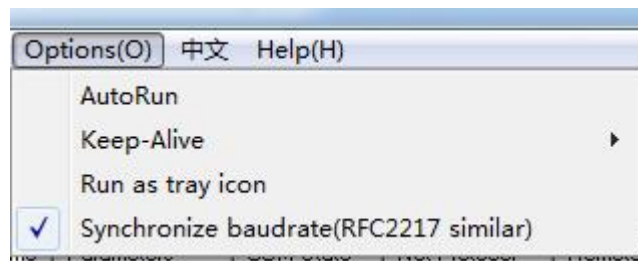 Options(O) 中文 Help(H)
AutoRun
Keep-Alive
Run as tray icon
Synchronize baudrate(RFC2217 similar)